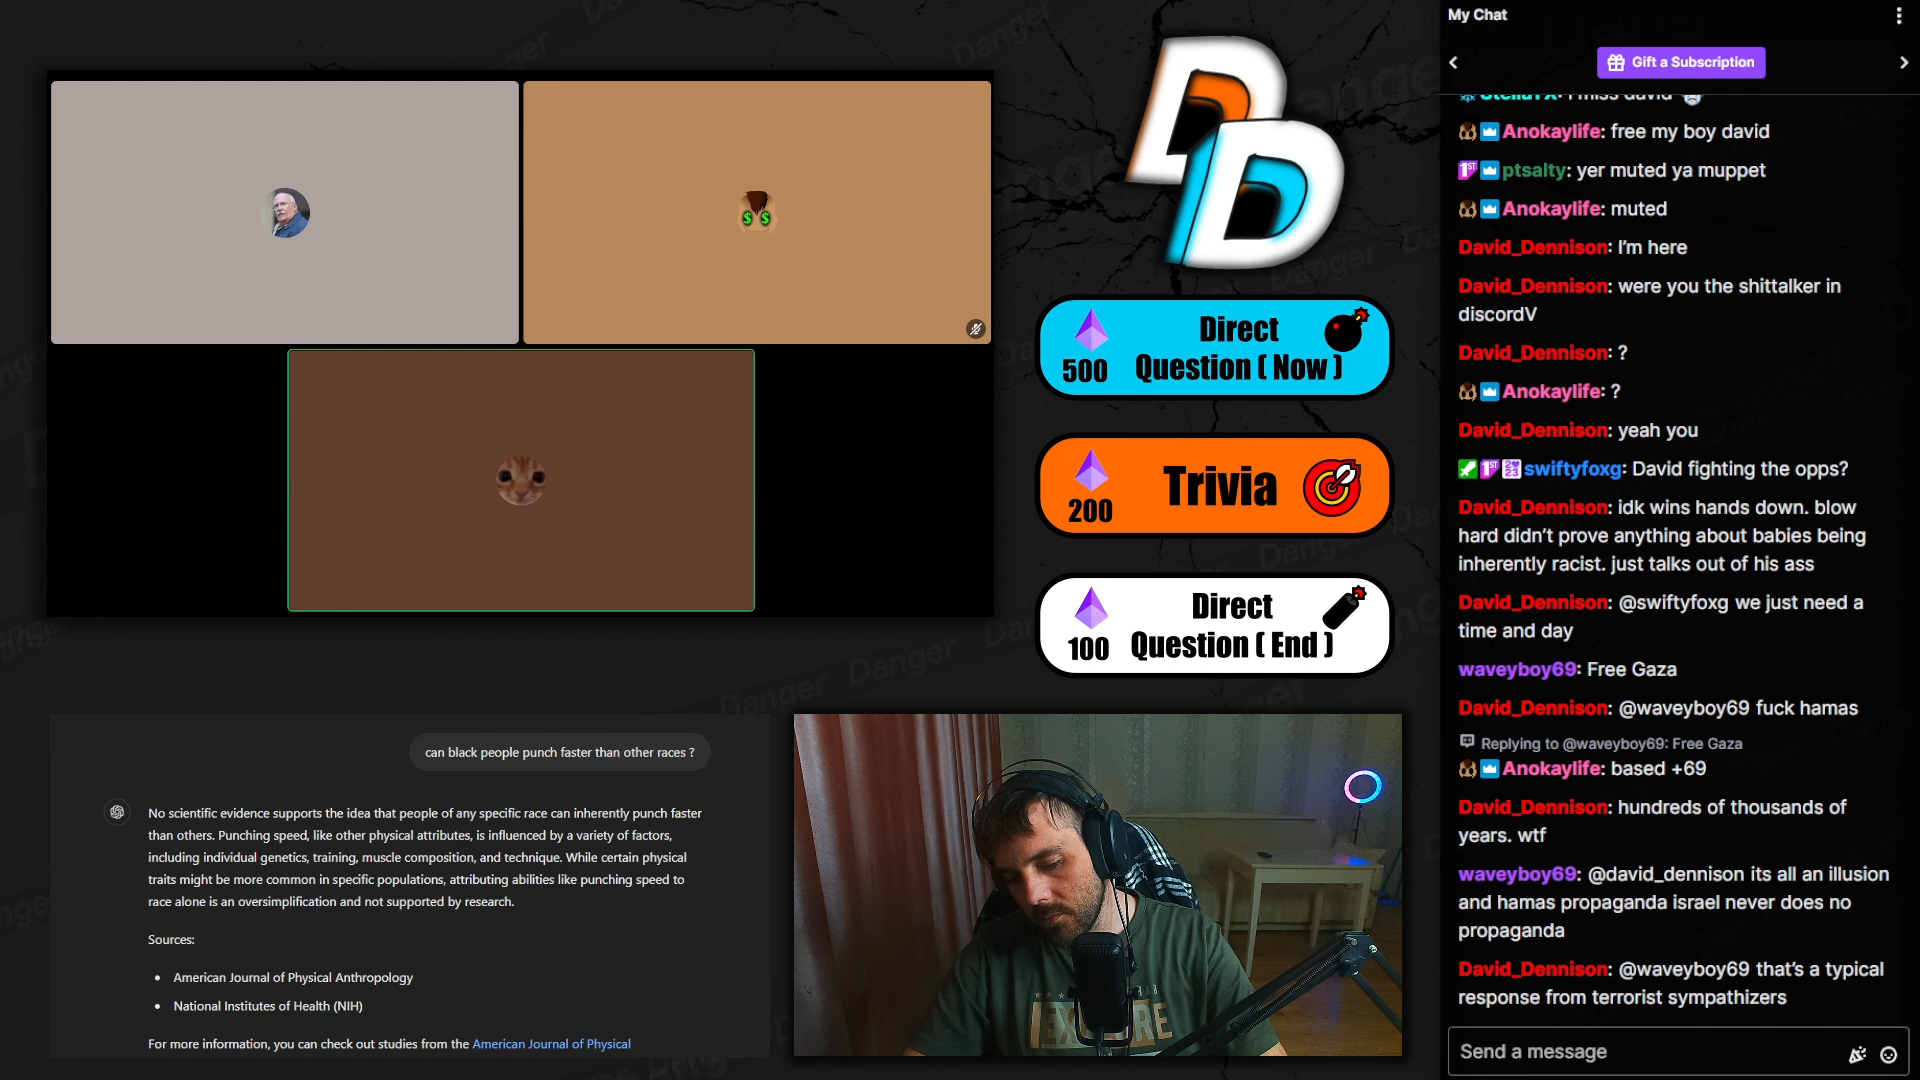 My Chat
Gift a Subscription
Anokaylife: free my boy david
ptsalty: yer muted ya muppet
Anokaylife: muted
David_Dennison: I'm here
David_Dennison: were you the shittalker in
discordV
David_Dennison: ?
Anokaylife: ?
David_Dennison: yeah you
swiftyfoxg: David fighting the opps?
David_Dennison: idk wins hands down. blow
hard didn't prove anything about babies being
inherently racist. just talks out of his ass
David_Dennison: @swiftyfoxg we just need a
time and day
waveyboy69: Free Gaza
David_Dennison: @waveyboy69 fuck hamas
Replying to @waveyboy69: Free Gaza
Anokaylife: based +69
David_Dennison: hundreds of thousands of
years. wtf
waveyboy69: @david_dennison its all an illusion
and hamas propaganda israel never does no
propaganda
David_Dennison: @waveyboy69 that's a typical
response from terrorist sympathizers
Send a message
DD
500
Direct
Question ( Now )
200
Trivia
100
Direct
Question ( End )
can black people punch faster than other races ?
No scientific evidence supports the idea that people of any specific race can inherently punch faster
than others. Punching speed, like other physical attributes, is influenced by a variety of factors,
including individual genetics, training, muscle composition, and technique. While certain physical
traits might be more common in specific populations, attributing abilities like punching speed to
race alone is an oversimplification and not supported by research.
Sources:
• American Journal of Physical Anthropology
• National Institutes of Health (NIH)
For more information, you can check out studies from the American Journal of Physical
Danger